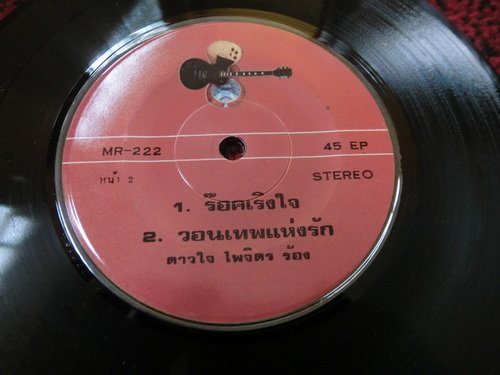 MR-222 45 EP
หน้า 2 STEREO
1. ร๊อคเริงใจ
2. วอนเทพแห่งรัก
ดาวใจ ไพจิตร ร้อง